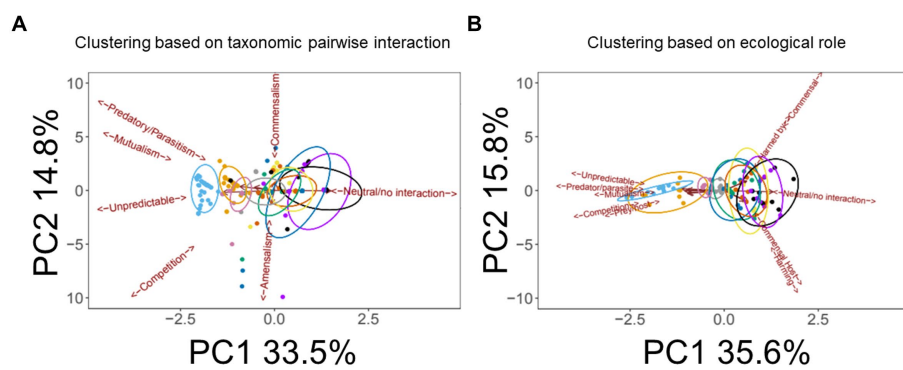 A
Clustering based on taxonomic pairwise interaction
PC2 14.8%
10
5
0
−5
10
<−Predatory/Parasitism−>
<−Mutualism−>
<−Unpredictable−>
<−Competition−>
<−Commensalism−>
<−Amensalism−>
<−Neutral/no interaction−>
−2.5
0.0
2.5
PC1 33.5%
B
Clustering based on ecological role
PC2 15.8%
10
5
0
−5
−10
<−Unpredictable−>
<−Predator/parasite
<−Mutualism
<−Competition
<−Prey
Commensal−>
<−Neutral/no interaction−>
Host−>
−2.5
0.0
2.5
PC1 35.6%